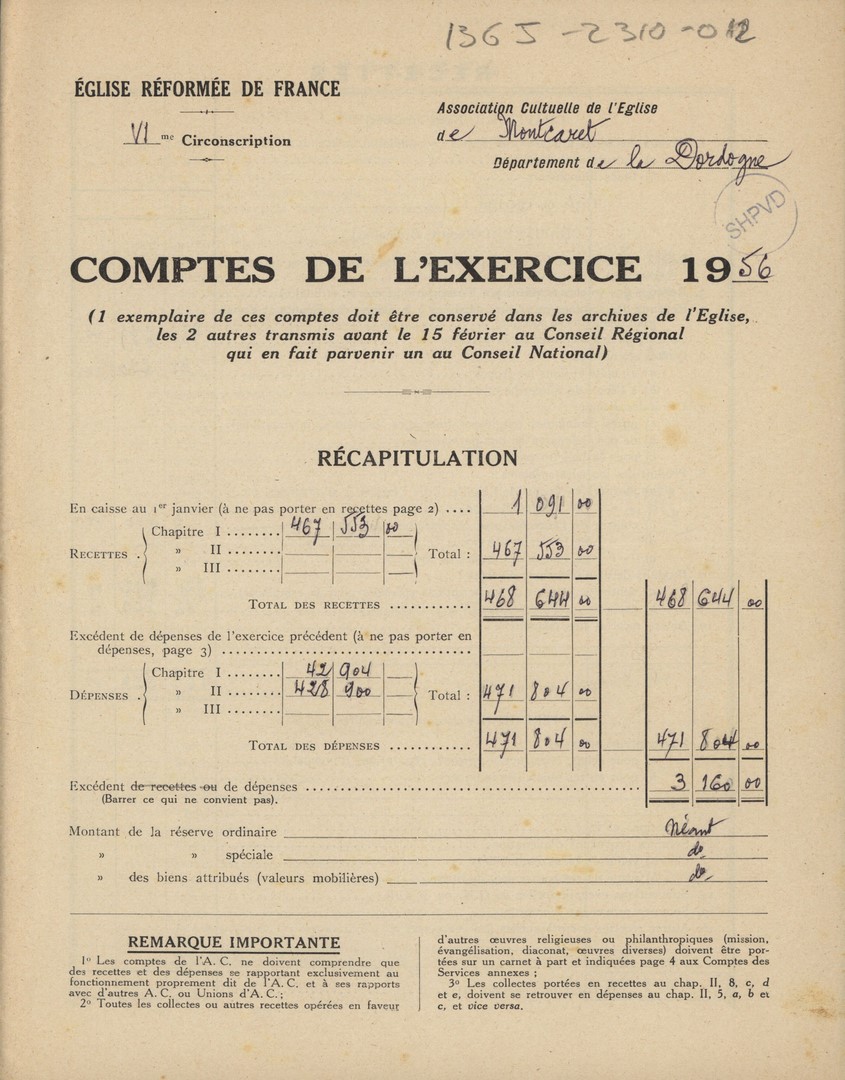 136 J - 2310 - 012
ÉGLISE RÉFORMÉE DE FRANCE
VI me Circonscription
Association Cultuelle de l'Eglise
de Montcaret
Département de la Dordogne
SHPVD
COMPTES DE L'EXERCICE 1956
(1 exemplaire de ces comptes doit être conservé dans les archives de l'Eglise,
les 2 autres transmis avant le 15 février au Conseil Régional
qui en fait parvenir un au Conseil National)
RÉCAPITULATION
En caisse au 1er janvier (à ne pas porter en recettes page 2) .... 1 091 00
Chapitre I ........ 467 553 00
RECETTES . » II ........ Total : 467 553 00
» III ........
TOTAL DES RECETTES ............ 468 644 00 468 644 00
Excédent de dépenses de l'exercice précédent (à ne pas porter en
dépenses, page 3) ......................................
Chapitre I ........ 42 904
DÉPENSES . » II ........ 428 900 Total : 471 804 00
» III ........
TOTAL DES DÉPENSES ............ 471 804 00 471 804 00
Excédent de recettes ou de dépenses ................................ 3 160 00
(Barrer ce qui ne convient pas).
Montant de la réserve ordinaire Néant
» » spéciale do
» des biens attribués (valeurs mobilières) do
REMARQUE IMPORTANTE
1º Les comptes de l'A. C. ne doivent comprendre que
des recettes et des dépenses se rapportant exclusivement au
fonctionnement proprement dit de l'A. C. et à ses rapports
avec d'autres A. C. ou Unions d'A. C. ;
2º Toutes les collectes ou autres recettes opérées en faveur
d'autres œuvres religieuses ou philanthropiques (mission,
évangélisation, diaconat, œuvres diverses) doivent être por-
tées sur un carnet à part et indiquées page 4 aux Comptes des
Services annexes ;
3º Les collectes portées en recettes au chap. II, 8, c, d
et e, doivent se retrouver en dépenses au chap. II, 5, a, b et
c, et vice versa.